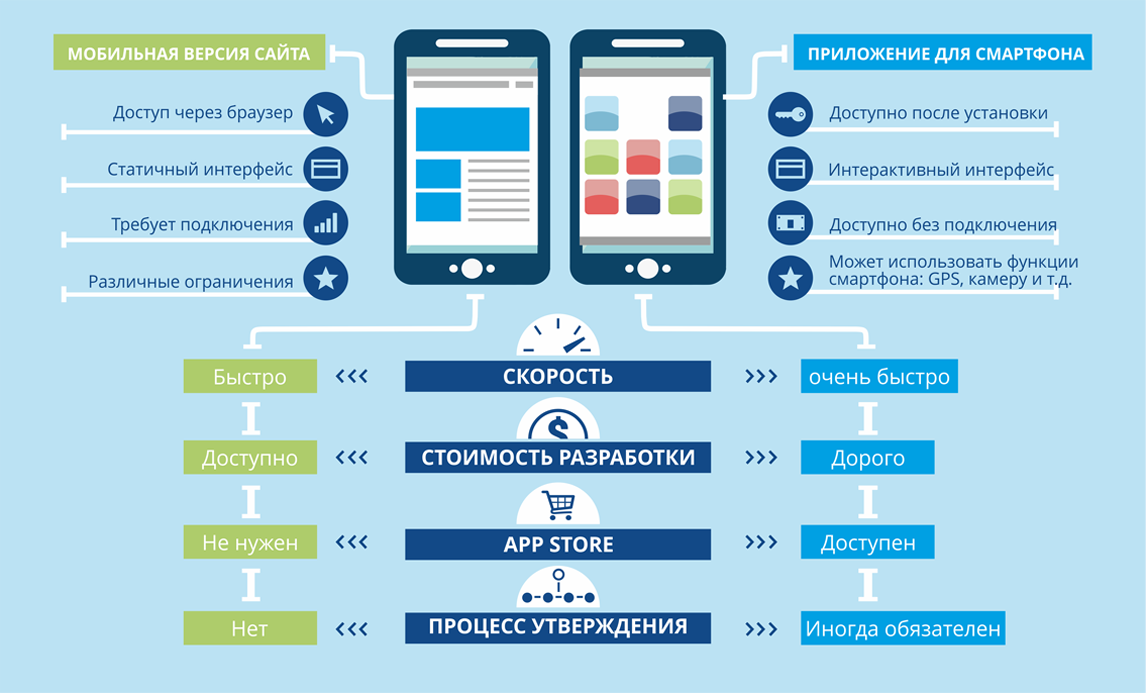 МОБИЛЬНАЯ ВЕРСИЯ САЙТА
Доступ через браузер
Статичный интерфейс
Требует подключения
Различные ограничения
ПРИЛОЖЕНИЕ ДЛЯ СМАРТФОНА
Доступно после установки
Интерактивный интерфейс
Доступно без подключения
Может использовать функции
смартфона: GPS, камеру и т.д.
Быстро
СКОРОСТЬ
очень быстро
$
Доступно
СТОИМОСТЬ РАЗРАБОТКИ
Дорого
Не нужен
APP STORE
Доступен
Нет
ПРОЦЕСС УТВЕРЖДЕНИЯ
Иногда обязателен